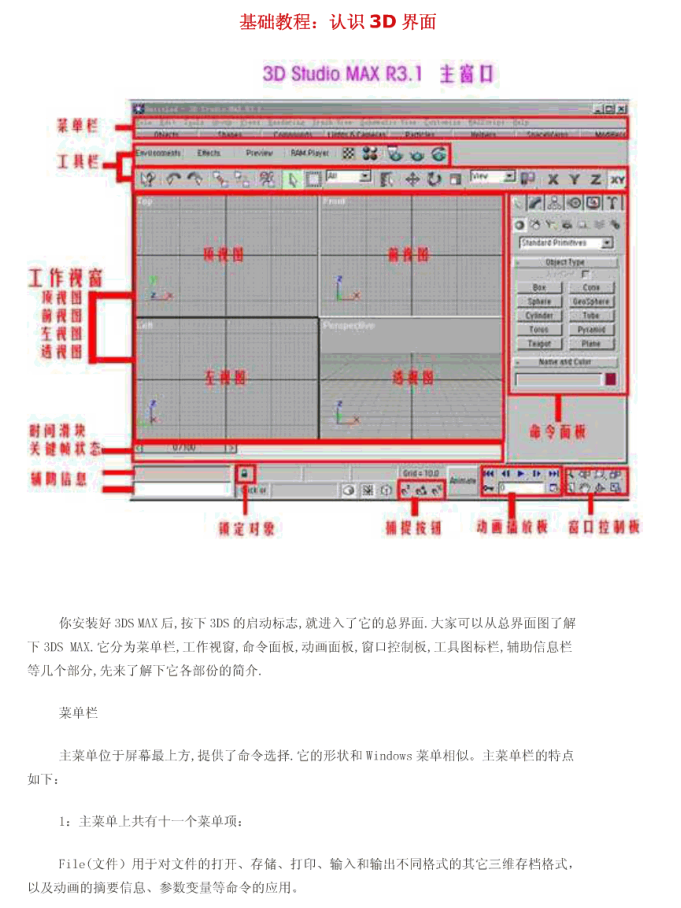 基础教程：认识 3D 界面
3D Studio MAX R3.1 主窗口
菜单栏
Objects Shapes Compounds Lights & Cameras Particles Helpers SpaceWarps Modifiers
工具栏
Environments Effects Preview RAM Player
All
View
X Y Z XY
Top
Front
顶视图
前视图
Standard Primitives
Object Type
Box Cone
Sphere GeoSphere
Cylinder Tube
Torus Pyramid
Teapot Plane
Name and Color
工作视窗
顶视图
前视图
左视图
透视图
Left
Perspective
左视图
透视图
命令面板
时间滑块
关键帧状态
0/100
辅助信息
Click or
Grid = 10.0
Animate
0
锁定对象
捕捉按钮
动画播放板
窗口控制板
你安装好 3DS MAX 后,按下 3DS 的启动标志,就进入了它的总界面.大家可以从总界面图了解
下 3DS MAX.它分为菜单栏,工作视窗,命令面板,动画面板,窗口控制板,工具图标栏,辅助信息栏
等几个部分,先来了解下它各部份的简介.
菜单栏
主菜单位于屏幕最上方,提供了命令选择.它的形状和 Windows 菜单相似。主菜单栏的特点
如下：
1：主菜单上共有十一个菜单项：
File(文件）用于对文件的打开、存储、打印、输入和输出不同格式的其它三维存档格式，
以及动画的摘要信息、参数变量等命令的应用。